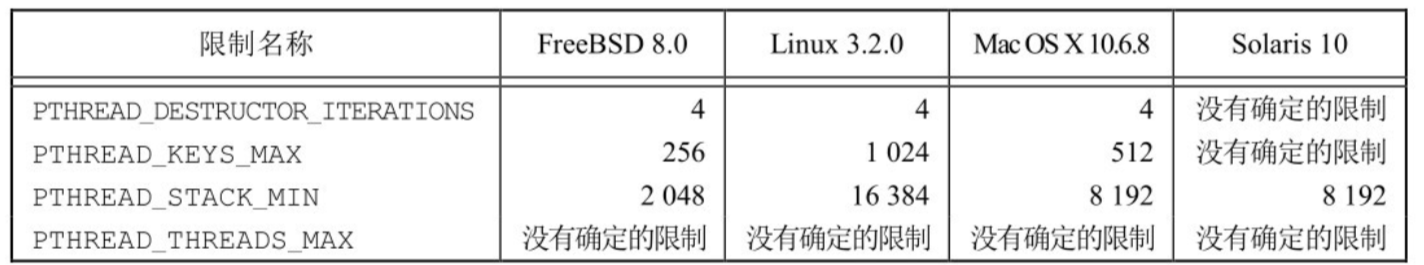 限制名称 FreeBSD 8.0 Linux 3.2.0 Mac OS X 10.6.8 Solaris 10
PTHREAD_DESTRUCTOR_ITERATIONS 4 4 4 没有确定的限制
PTHREAD_KEYS_MAX 256 1 024 512 没有确定的限制
PTHREAD_STACK_MIN 2 048 16 384 8 192 8 192
PTHREAD_THREADS_MAX 没有确定的限制 没有确定的限制 没有确定的限制 没有确定的限制